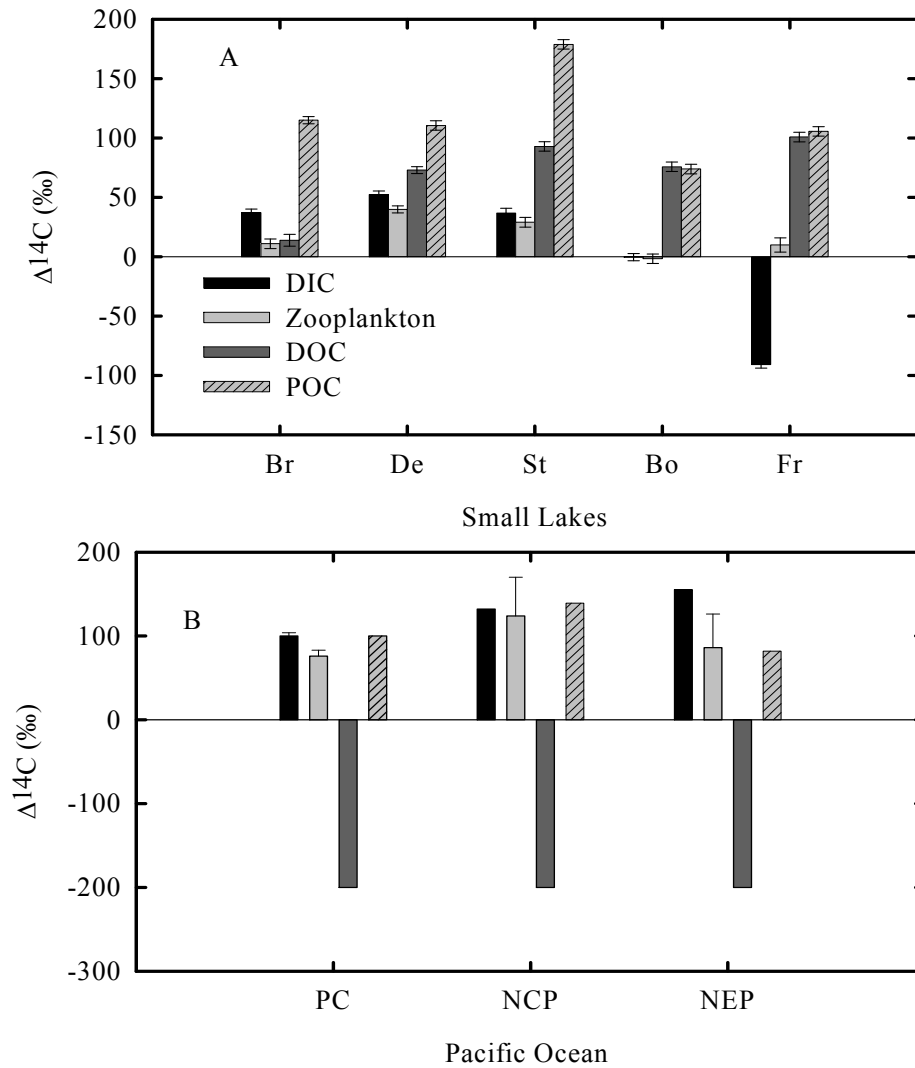 200
A
150
100
50
0
-50
-100
-150
Δ14C (‰)
DIC
Zooplankton
DOC
POC
Br De St Bo Fr
Small Lakes
200
B
100
0
-100
-200
-300
Δ14C (‰)
PC NCP NEP
Pacific Ocean